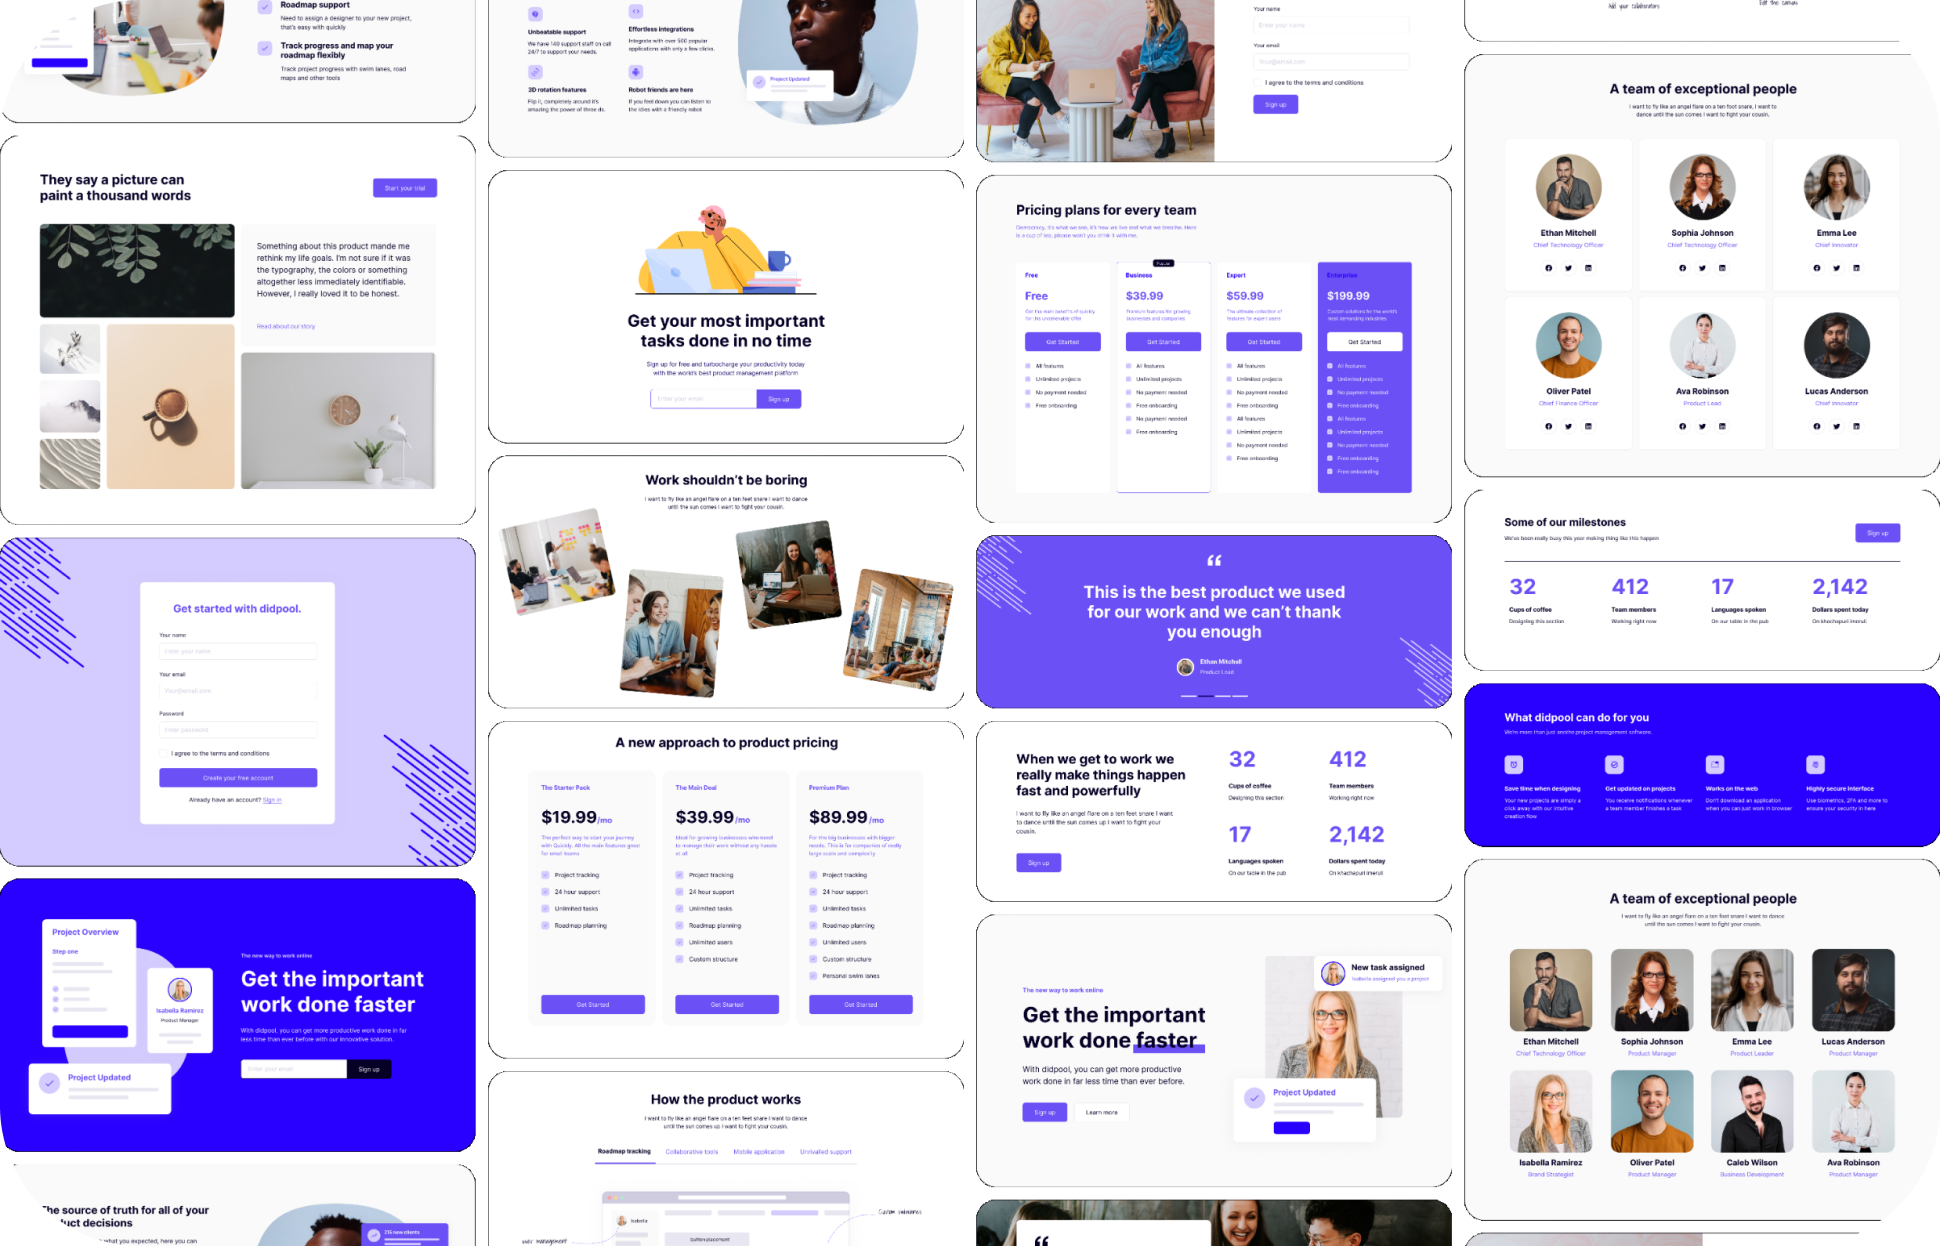 Roadmap support
Need to assign a designer to your new project,
that's easy with quickly
Track progress and map your
roadmap flexibly
Track project progress with swim lanes, road
maps and other tools
They say a picture can
paint a thousand words
Start your trial
Something about this product mande me
rethink my life goals. I'm not sure if it was
the typography, the colors or something
altogether less immediately identifiable.
However, I really loved it to be honest.
Read about our story
Get started with didpool.
Your name
Enter your name
Your email
Your@email.com
Password
Enter password
I agree to the terms and conditions
Create your free account
Already have an account? Sign in
Project Overview
Step one
Isabella Ramirez
Product Manager
Project Updated
The new way to work online
Get the important
work done faster
With didpool, you can get more productive work done in far
less time than ever before with our innovative solution.
Enter your email
Sign up
The source of truth for all of your
what you expected, here you can
215 new clients
Unbeatable support
We have 140 support staff on call
24/7 to support your needs.
Effortless integrations
Integrate with over 500 popular
applications with only a few clicks.
3D rotation features
Flip it, completely around it's
amazing the power of three ds.
Robot friends are here
If you feel down you can listen to
the idles with a friendly robot
Project Updated
Get your most important
tasks done in no time
Sign up for free and turbocharge your productivity today
with the world's best product management platform
Enter your email
Sign up
Work shouldn't be boring
I want to fly like an angel flare on a ten feet snare I want to dance
until the sun comes I want to fight your cousin.
A new approach to product pricing
The Starter Pack
$19.99/mo
The perfect way to start your journey
with Quickly. All the main features great
for small teams
Project tracking
24 hour support
Unlimited tasks
Roadmap planning
Get Started
The Main Deal
$39.99/mo
Ideal for growing businesses who need
to manage their work without any hassle
at all
Project tracking
24 hour support
Unlimited tasks
Roadmap planning
Unlimited users
Custom structure
Get Started
Premium Plan
$89.99/mo
For the big businesses with bigger
needs. This is for companies of really
large scale and complexity
Project tracking
24 hour support
Unlimited tasks
Roadmap planning
Unlimited users
Custom structure
Personal swim lanes
Get Started
How the product works
I want to fly like an angel flare on a ten feet snare I want to dance
until the sun comes up I want to fight your cousin.
Roadmap tracking
Collaborative tools
Mobile application
Unrivalled support
Isabella
Button placement
user management
Your name
Enter your name
Your email
Your@email.com
I agree to the terms and conditions
Sign up
Pricing plans for every team
Democracy, it's what we see, it's how we live and what we breathe. Here
is a cup of tea, please won't you drink it with me.
Free
Free
Get the main benefits of quickly
for this unbelievable offer
Get Started
All features
Unlimited projects
No payment needed
Free onboarding
Popular
Business
$39.99
Premium features for growing
businesses and companies
Get Started
All features
Unlimited projects
No payment needed
Free onboarding
No payment needed
Free onboarding
Expert
$59.99
The ultimate collection of
features for expert users
Get Started
All features
Unlimited projects
No payment needed
Free onboarding
All features
Unlimited projects
No payment needed
Free onboarding
Enterprise
$199.99
Custom solutions for the world's
most demanding industries
Get Started
All features
Unlimited projects
No payment needed
Free onboarding
All features
Unlimited projects
No payment needed
Free onboarding
Free onboarding
“
This is the best product we used
for our work and we can't thank
you enough
Ethan Mitchell
Product Lead
When we get to work we
really make things happen
fast and powerfully
I want to fly like an angel flare on a ten feet snare I want
to dance until the sun comes up I want to fight your
cousin.
Sign up
32
Cups of coffee
Designing this section
412
Team members
Working right now
17
Languages spoken
On our table in the pub
2,142
Dollars spent today
On khachapuri imeruli
The new way to work online
Get the important
work done faster
With didpool, you can get more productive
work done in far less time than ever before.
Sign up
Learn more
New task assigned
Isabella assigned you a project
Project Updated
“
Add your collaborators
Edit the canvas
A team of exceptional people
I want to fly like an angel flare on a ten foot snare, I want to
dance until the sun comes I want to fight your cousin.
Ethan Mitchell
Chief Technology Officer
Sophia Johnson
Chief Technology Officer
Emma Lee
Chief Innovator
Oliver Patel
Chief Finance Officer
Ava Robinson
Product Lead
Lucas Anderson
Chief Innovator
Some of our milestones
We've been really busy this year making thing like this happen
Sign up
32
Cups of coffee
Designing this section
412
Team members
Working right now
17
Languages spoken
On our table in the pub
2,142
Dollars spent today
On khachapuri imeruli
What didpool can do for you
We're more than just another project management software.
Save time when designing
Your new projects are simply a
click away with our intuitive
creation flow
Get updated on projects
You receive notifications whenever
a team member finishes a task
Works on the web
Don't download an application
when you can just work in browser
Highly secure interface
Use biometrics, 2FA and more to
ensure your security in here
A team of exceptional people
I want to fly like an angel flare on a ten feet snare I want to dance
until the sun comes I want to fight your cousin.
Ethan Mitchell
Chief Technology Officer
Sophia Johnson
Product Manager
Emma Lee
Product Leader
Lucas Anderson
Product Manager
Isabella Ramirez
Brand Strategist
Oliver Patel
Product Manager
Caleb Wilson
Business Development
Ava Robinson
Product Manager